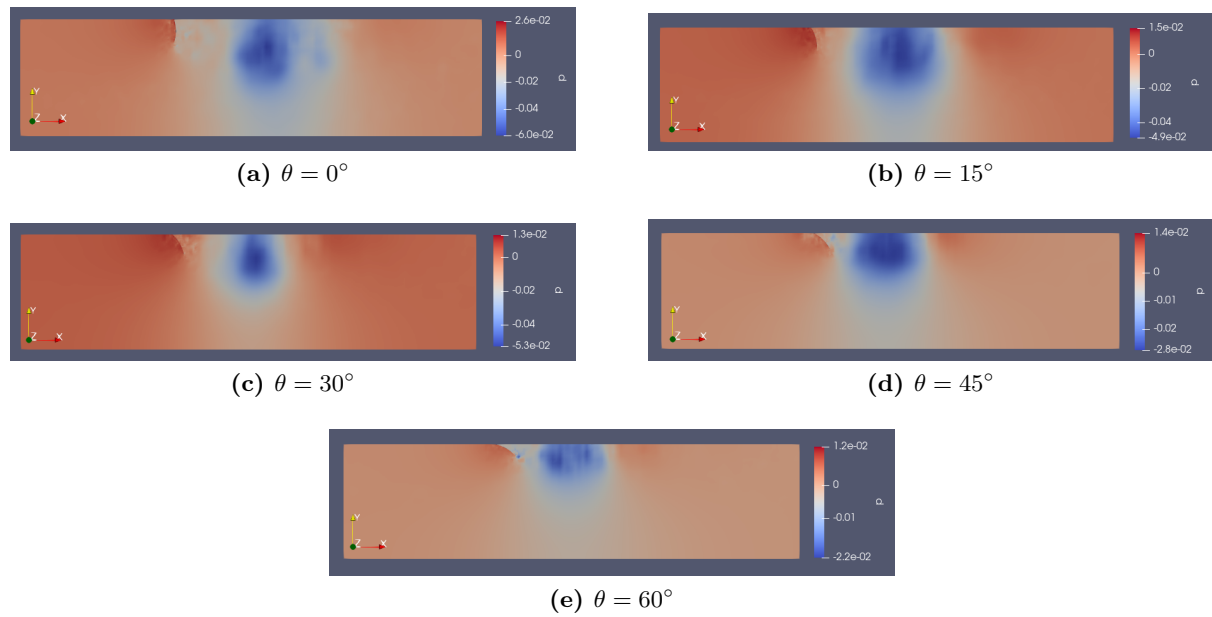 2.6e-02
0
-0.02
-0.04
-6.0e-02
p
Y
Z
X
(a) θ = 0°
1.5e-02
0
-0.02
-0.04
-4.9e-02
p
Y
Z
X
(b) θ = 15°
1.3e-02
0
-0.02
-0.04
-5.3e-02
p
Y
Z
X
(c) θ = 30°
1.4e-02
0
-0.01
-0.02
-2.8e-02
p
Y
Z
X
(d) θ = 45°
1.2e-02
0
-0.01
-2.2e-02
p
Y
Z
X
(e) θ = 60°